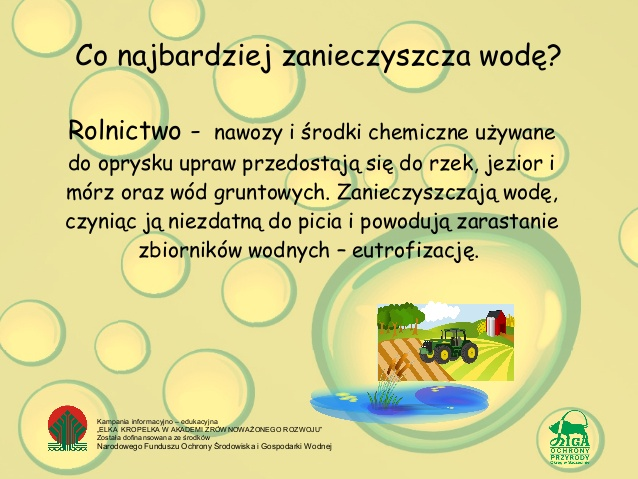 Co najbardziej zanieczyszcza wodę?
Rolnictwo - nawozy i środki chemiczne używane
do oprysku upraw przedostają się do rzek, jezior i
mórz oraz wód gruntowych. Zanieczyszczają wodę,
czyniąc ją niezdatną do picia i powodują zarastanie
zbiorników wodnych – eutrofizację.
Kampania informacyjno – edukacyjna
„ELKA KROPELKA W AKADEMI ZRÓWNOWAŻONEGO ROZWOJU"
Została dofinansowana ze środków
Narodowego Funduszu Ochrony Środowiska i Gospodarki Wodnej
LIGA
OCHRONY
PRZYRODY